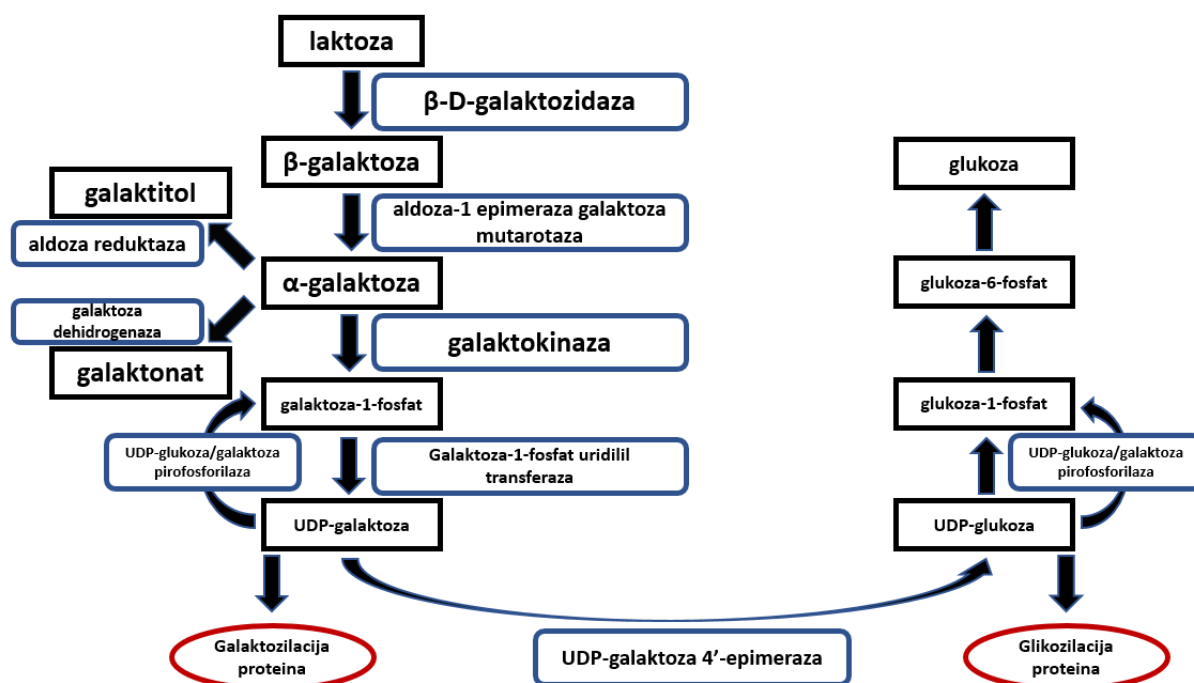 laktoza
β-D-galaktozidaza
β-galaktoza
galaktitol
aldoza reduktaza
aldoza-1 epimeraza galaktoza
mutarotaza
α-galaktoza
galaktoza
dehidrogenaza
galaktonat
galaktokinaza
galaktoza-1-fosfat
UDP-glukoza/galaktoza
pirofosforilaza
Galaktoza-1-fosfat uridilil
transferaza
UDP-galaktoza
Galaktozilacija
proteina
UDP-galaktoza 4’-epimeraza
glukoza
glukoza-6-fosfat
glukoza-1-fosfat
UDP-glukoza/galaktoza
pirofosforilaza
UDP-glukoza
Glikozilacija
proteina